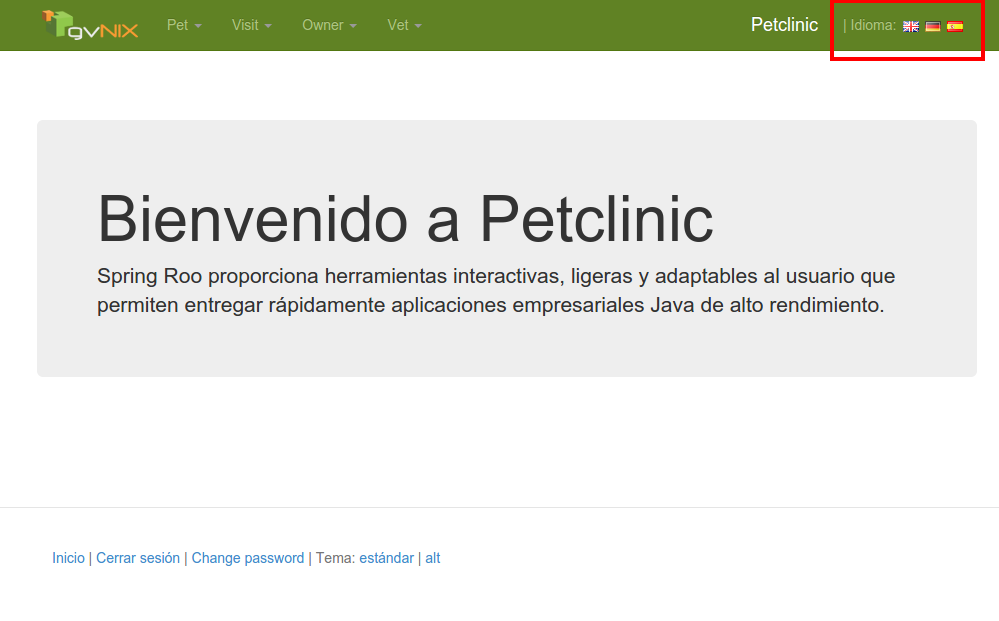 gvNIX Pet Visit Owner Vet Petclinic | Idioma:
Bienvenido a Petclinic
Spring Roo proporciona herramientas interactivas, ligeras y adaptables al usuario que
permiten entregar rápidamente aplicaciones empresariales Java de alto rendimiento.
Inicio | Cerrar sesión | Change password | Tema: estándar | alt